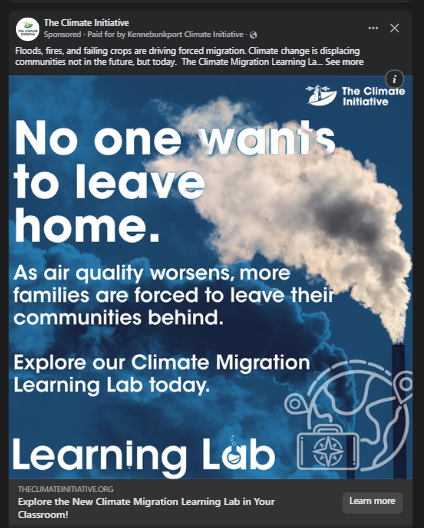 The Climate Initiative
Sponsored · Paid for by Kennebunkport Climate Initiative ·
Floods, fires, and failing crops are driving forced migration. Climate change is displacing
communities not in the future, but today. The Climate Migration Learning La... See more
The Climate
Initiative
No one wants
to leave
home.
As air quality worsens, more
families are forced to leave their
communities behind.
Explore our Climate Migration
Learning Lab today.
Learning Lab
THECLIMATEINITIATIVE.ORG
Explore the New Climate Migration Learning Lab in Your
Classroom!
Learn more